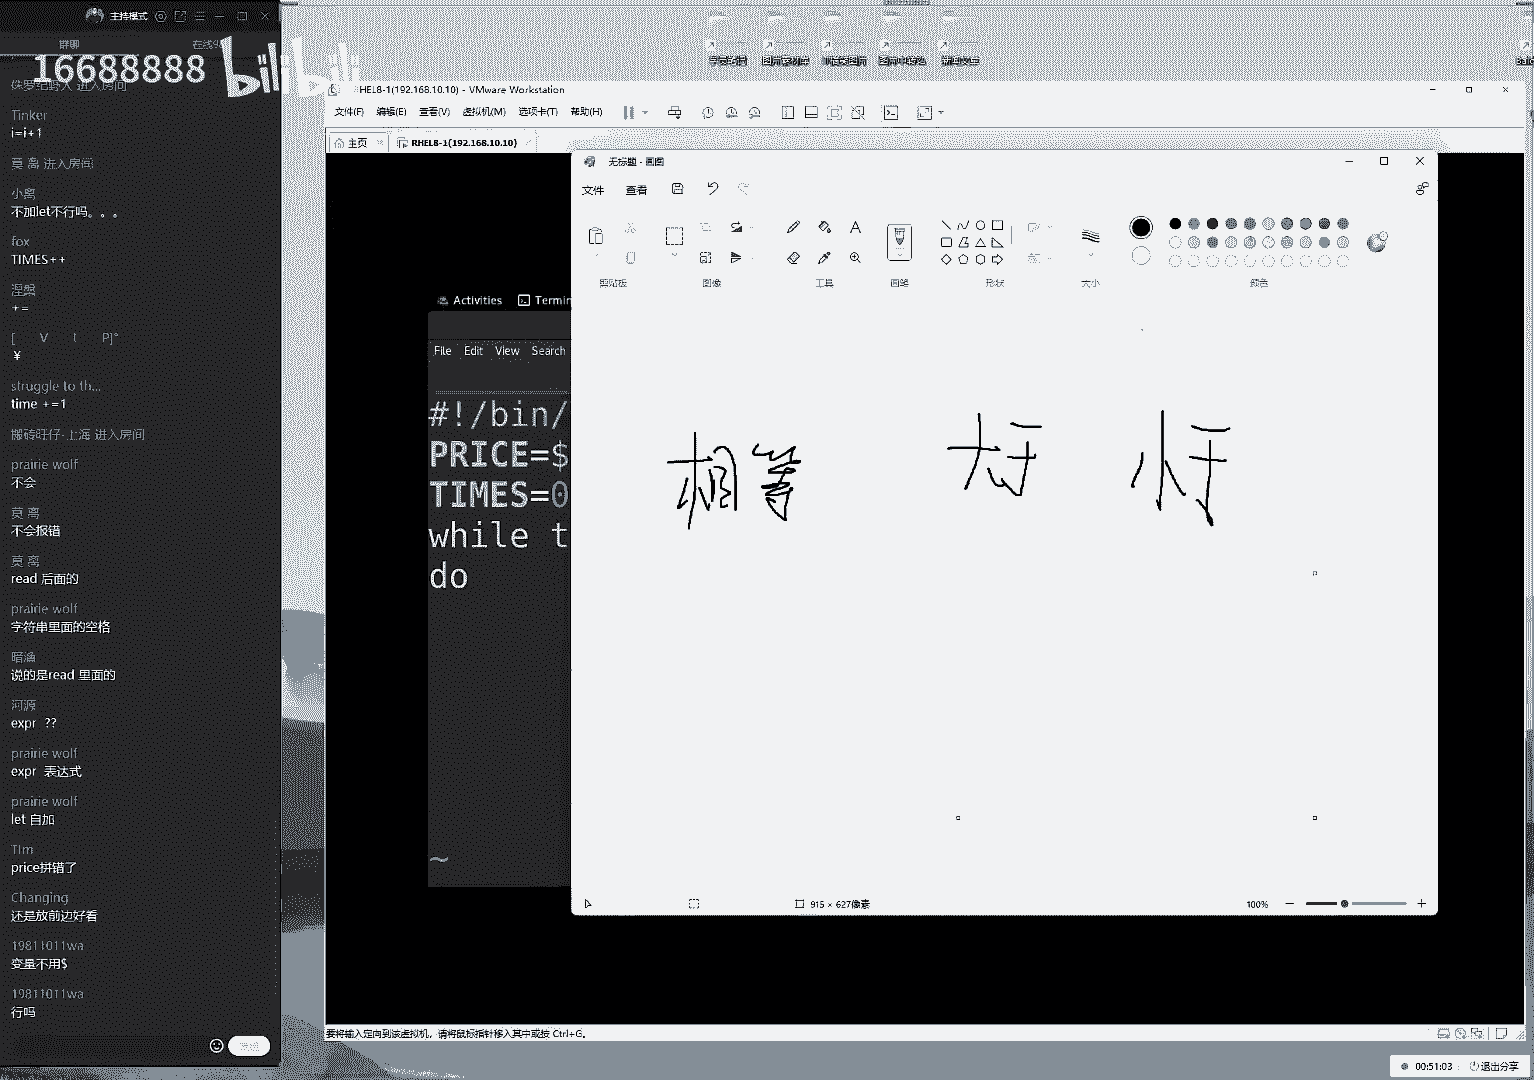 主持模式
群聊
在线9
16688888 bilibili
侏罗纪野人 进入房间
Tinker
i=i+1
莫 离 进入房间
小离
不加let不行吗。。。
fox
TIMES++
涅槃
+=
[ V I P]°
¥
struggle to th...
time +=1
搬砖旺仔·上海 进入房间
prairie wolf
不会
莫 离
不会报错
莫 离
read 后面的
prairie wolf
字符串里面的空格
暗渔
说的是read 里面的
河源
expr ??
prairie wolf
expr 表达式
prairie wolf
let 自加
Tim
price拼错了
Changing
还是放前边好看
19811011wa
变量不用$
19811011wa
行吗
发送
RHEL8-1(192.168.10.10) - VMware Workstation
文件(F) 编辑(E) 查看(V) 虚拟机(M) 选项卡(T) 帮助(H)
主页 RHEL8-1(192.168.10.10)
Activities Termin
File Edit View Search
#!/bin/
PRICE=$
TIMES=0
while t
do
~
无标题 - 画图
文件 查看
剪贴板 图像 工具 画笔 形状 大小 颜色
相等 大于 小于
915 × 627像素 100%
要将输入定向到该虚拟机，请将鼠标指针移入其中或按 Ctrl+G。
00:51:03 退出分享